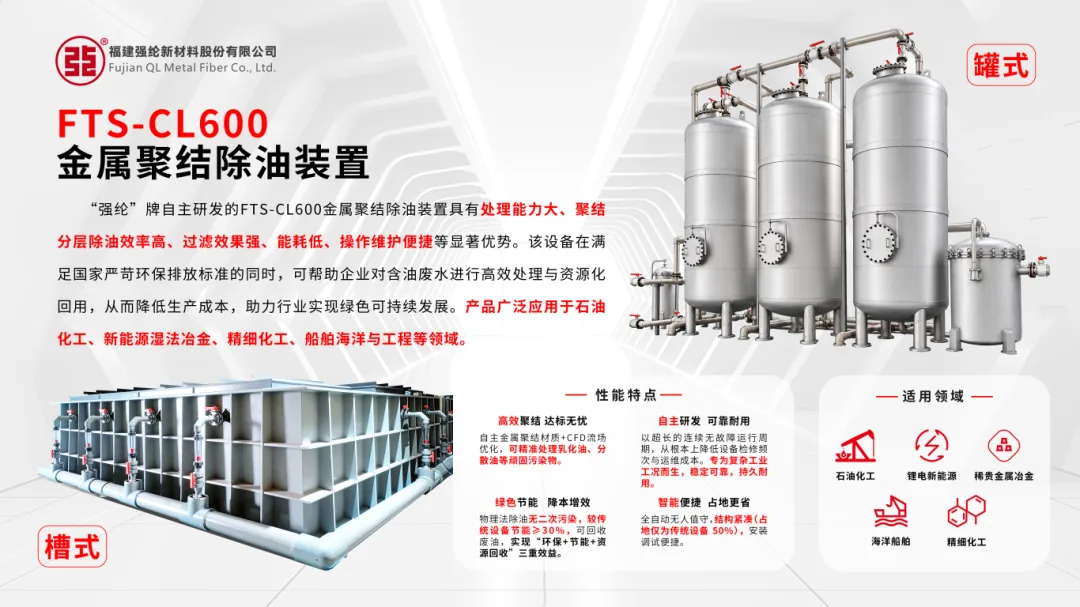 福建强纶新材料股份有限公司
Fujian QL Metal Fiber Co., Ltd.
®
罐式
FTS-CL600
金属聚结除油装置
“强纶”牌自主研发的FTS-CL600金属聚结除油装置具有处理能力大、聚结
分层除油效率高、过滤效果强、能耗低、操作维护便捷等显著优势。该设备在满
足国家严苛环保排放标准的同时，可帮助企业对含油废水进行高效处理与资源化
回用，从而降低生产成本，助力行业实现绿色可持续发展。产品广泛应用于石油
化工、新能源湿法冶金、精细化工、船舶海洋与工程等领域。
槽式
性能特点
高效聚结 达标无忧
自主金属聚结材质+CFD流场
优化，可精准处理乳化油、分
散油等顽固污染物。
自主研发 可靠耐用
以超长的连续无故障运行周
期，从根本上降低设备检修频
次与运维成本。专为复杂工业
工况而生，稳定可靠，持久耐
用。
绿色节能 降本增效
物理法除油无二次污染，较传
统设备节能≥30%，可回收
废油，实现“环保+节能+资
源回收”三重效益。
智能便捷 占地更省
全自动无人值守，结构紧凑（占
地仅为传统设备 50%），安装
调试便捷。
适用领域
石油化工
锂电新能源
稀贵金属冶金
海洋船舶
精细化工